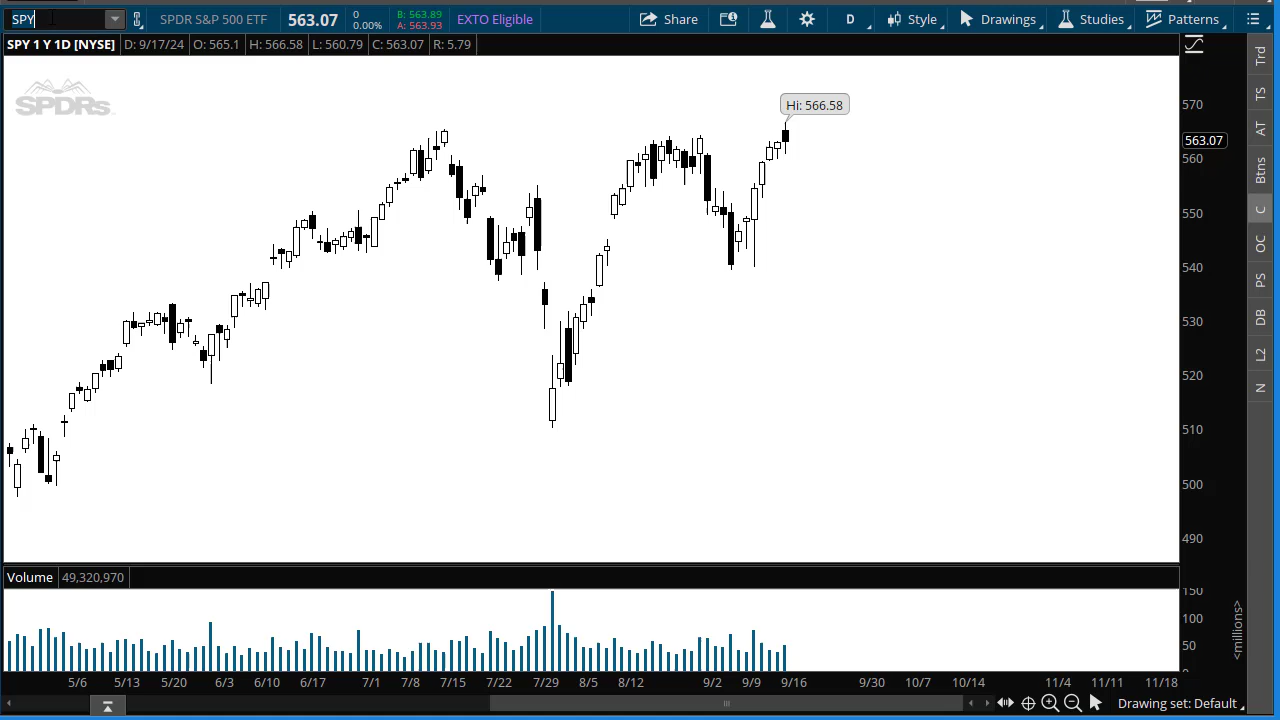 SPY SPDR S&P 500 ETF 563.07 0 0.00% B: 563.89 A: 563.93 EXTO Eligible Share D Style Drawings Studies Patterns
SPY 1 Y 1D [NYSE] D: 9/17/24 O: 565.1 H: 566.58 L: 560.79 C: 563.07 R: 5.79
SPDRs
Hi: 566.58
570
563.07
560
550
540
530
520
510
500
490
Volume 49,320,970
150
100
50
0
<millions>
5/6 5/13 5/20 6/3 6/10 6/17 7/1 7/8 7/15 7/22 7/29 8/5 8/12 9/2 9/9 9/16 9/30 10/7 10/14 11/4 11/11 11/18
Drawing set: Default
Trd
TS
AT
Btns
C
OC
PS
DB
L2
N